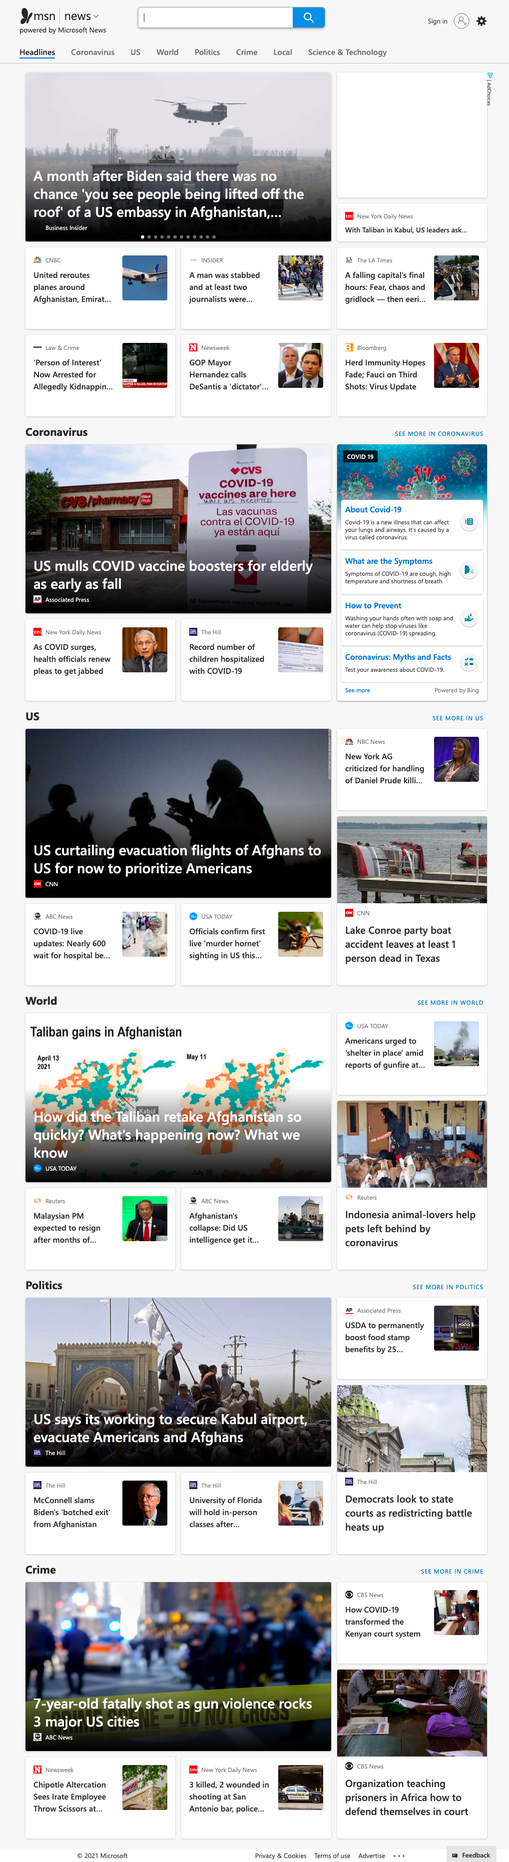 msn | news
powered by Microsoft News
Sign in
Headlines Coronavirus US World Politics Crime Local Science & Technology
AdChoices
A month after Biden said there was no
chance 'you see people being lifted off the
roof' of a US embassy in Afghanistan,...
Business Insider
New York Daily News
With Taliban in Kabul, US leaders ask...
CNBC
United reroutes
planes around
Afghanistan, Emirat...
INSIDER
A man was stabbed
and at least two
journalists were...
The LA Times
A falling capital's final
hours: Fear, chaos and
gridlock — then eeri...
Law & Crime
'Person of Interest'
Now Arrested for
Allegedly Kidnappin...
Newsweek
GOP Mayor
Hernandez calls
DeSantis a 'dictator'...
Bloomberg
Herd Immunity Hopes
Fade; Fauci on Third
Shots: Virus Update
Coronavirus
SEE MORE IN CORONAVIRUS
CVS/pharmacy
CVS
COVID-19
vaccines are here
Las vacunas
contra el COVID-19
ya están aquí
US mulls COVID vaccine boosters for elderly
as early as fall
AP Associated Press
COVID 19
About Covid-19
Covid-19 is a new illness that can affect
your lungs and airways. It's caused by a
virus called coronavirus.
What are the Symptoms
Symptoms of COVID-19 are cough, high
temperature and shortness of breath.
How to Prevent
Washing your hands often with soap and
water can help stop viruses like
coronavirus (COVID-19) spreading.
Coronavirus: Myths and Facts
Test your awareness about COVID-19.
See more
Powered by Bing
New York Daily News
As COVID surges,
health officials renew
pleas to get jabbed
The Hill
Record number of
children hospitalized
with COVID-19
US
SEE MORE IN US
US curtailing evacuation flights of Afghans to
US for now to prioritize Americans
CNN
NBC News
New York AG
criticized for handling
of Daniel Prude killi...
CNN
Lake Conroe party boat
accident leaves at least 1
person dead in Texas
ABC News
COVID-19 live
updates: Nearly 600
wait for hospital be...
USA TODAY
Officials confirm first
live 'murder hornet'
sighting in US this...
World
SEE MORE IN WORLD
Taliban gains in Afghanistan
April 13
2021
May 11
How did the Taliban retake Afghanistan so
quickly? What's happening now? What we
know
USA TODAY
USA TODAY
Americans urged to
'shelter in place' amid
reports of gunfire at...
Reuters
Indonesia animal-lovers help
pets left behind by
coronavirus
Reuters
Malaysian PM
expected to resign
after months of...
ABC News
Afghanistan's
collapse: Did US
intelligence get it...
Politics
SEE MORE IN POLITICS
US says its working to secure Kabul airport,
evacuate Americans and Afghans
The Hill
AP Associated Press
USDA to permanently
boost food stamp
benefits by 25...
The Hill
Democrats look to state
courts as redistricting battle
heats up
The Hill
McConnell slams
Biden's 'botched exit'
from Afghanistan
The Hill
University of Florida
will hold in-person
classes after...
Crime
SEE MORE IN CRIME
7-year-old fatally shot as gun violence rocks
3 major US cities
ABC News
CBS News
How COVID-19
transformed the
Kenyan court system
CBS News
Organization teaching
prisoners in Africa how to
defend themselves in court
Newsweek
Chipotle Altercation
Sees Irate Employee
Throw Scissors at...
New York Daily News
3 killed, 2 wounded in
shooting at San
Antonio bar, police...
© 2021 Microsoft
Privacy & Cookies Terms of use Advertise ...
Feedback